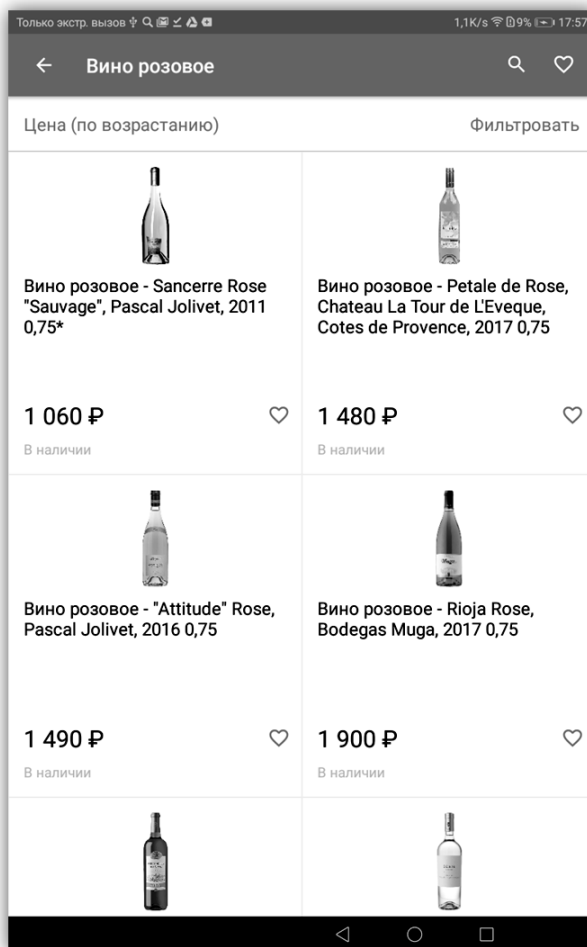 Только экстр. вызов
1,1K/s 9% 17:57
Вино розовое
Цена (по возрастанию)
Фильтровать
Вино розовое - Sancerre Rose
"Sauvage", Pascal Jolivet, 2011
0,75*
1 060 ₽
В наличии
Вино розовое - Petale de Rose,
Chateau La Tour de L'Eveque,
Cotes de Provence, 2017 0,75
1 480 ₽
В наличии
Вино розовое - "Attitude" Rose,
Pascal Jolivet, 2016 0,75
1 490 ₽
В наличии
Вино розовое - Rioja Rose,
Bodegas Muga, 2017 0,75
1 900 ₽
В наличии